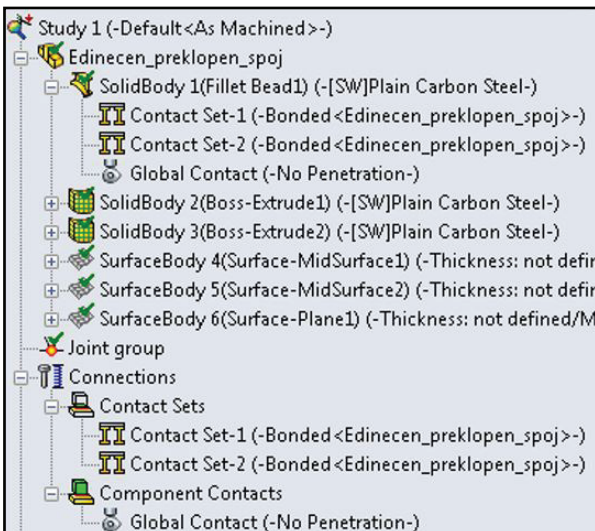 Study 1 (-Default<As Machined>-)
Edinecen_preklopen_spoj
SolidBody 1(Fillet Bead1) (-[SW]Plain Carbon Steel-)
Contact Set-1 (-Bonded<Edinecen_preklopen_spoj>-)
Contact Set-2 (-Bonded<Edinecen_preklopen_spoj>-)
Global Contact (-No Penetration-)
SolidBody 2(Boss-Extrude1) (-[SW]Plain Carbon Steel-)
SolidBody 3(Boss-Extrude2) (-[SW]Plain Carbon Steel-)
SurfaceBody 4(Surface-MidSurface1) (-Thickness: not defin
SurfaceBody 5(Surface-MidSurface2) (-Thickness: not defin
SurfaceBody 6(Surface-Plane1) (-Thickness: not defined/M
Joint group
Connections
Contact Sets
Contact Set-1 (-Bonded<Edinecen_preklopen_spoj>-)
Contact Set-2 (-Bonded<Edinecen_preklopen_spoj>-)
Component Contacts
Global Contact (-No Penetration-)